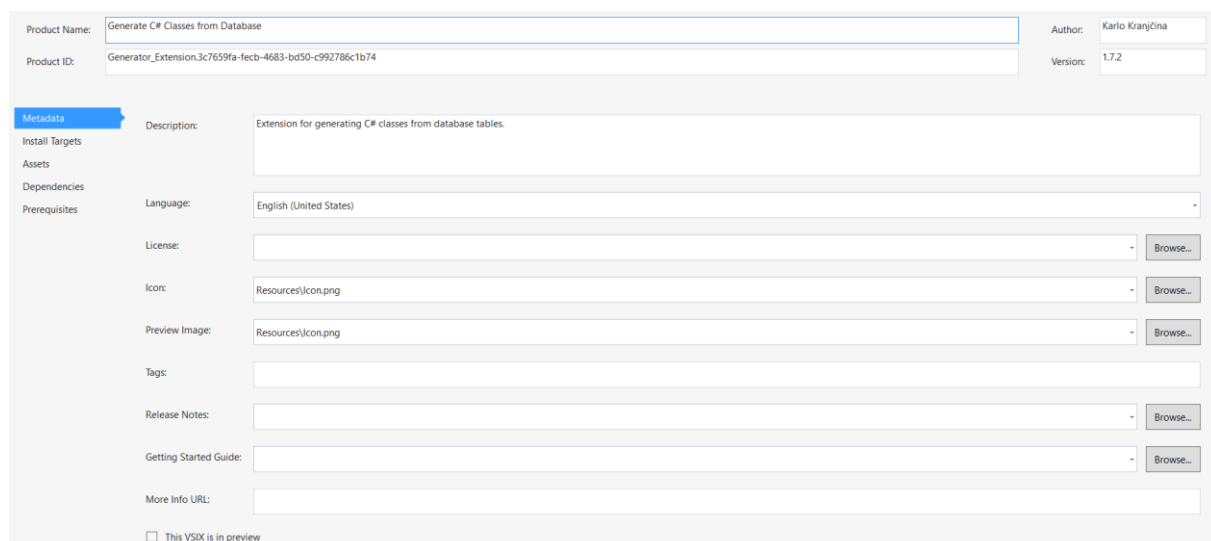 Product Name: Generate C# Classes from Database Author: Karlo Kranjčina
Product ID: Generator_Extension.3c7659fa-fecb-4683-bd50-c992786c1b74 Version: 1.7.2
Metadata
Install Targets
Assets
Dependencies
Prerequisites
Description: Extension for generating C# classes from database tables.
Language: English (United States)
License: Browse...
Icon: Resources\Icon.png Browse...
Preview Image: Resources\Icon.png Browse...
Tags:
Release Notes: Browse...
Getting Started Guide: Browse...
More Info URL:
This VSIX is in preview